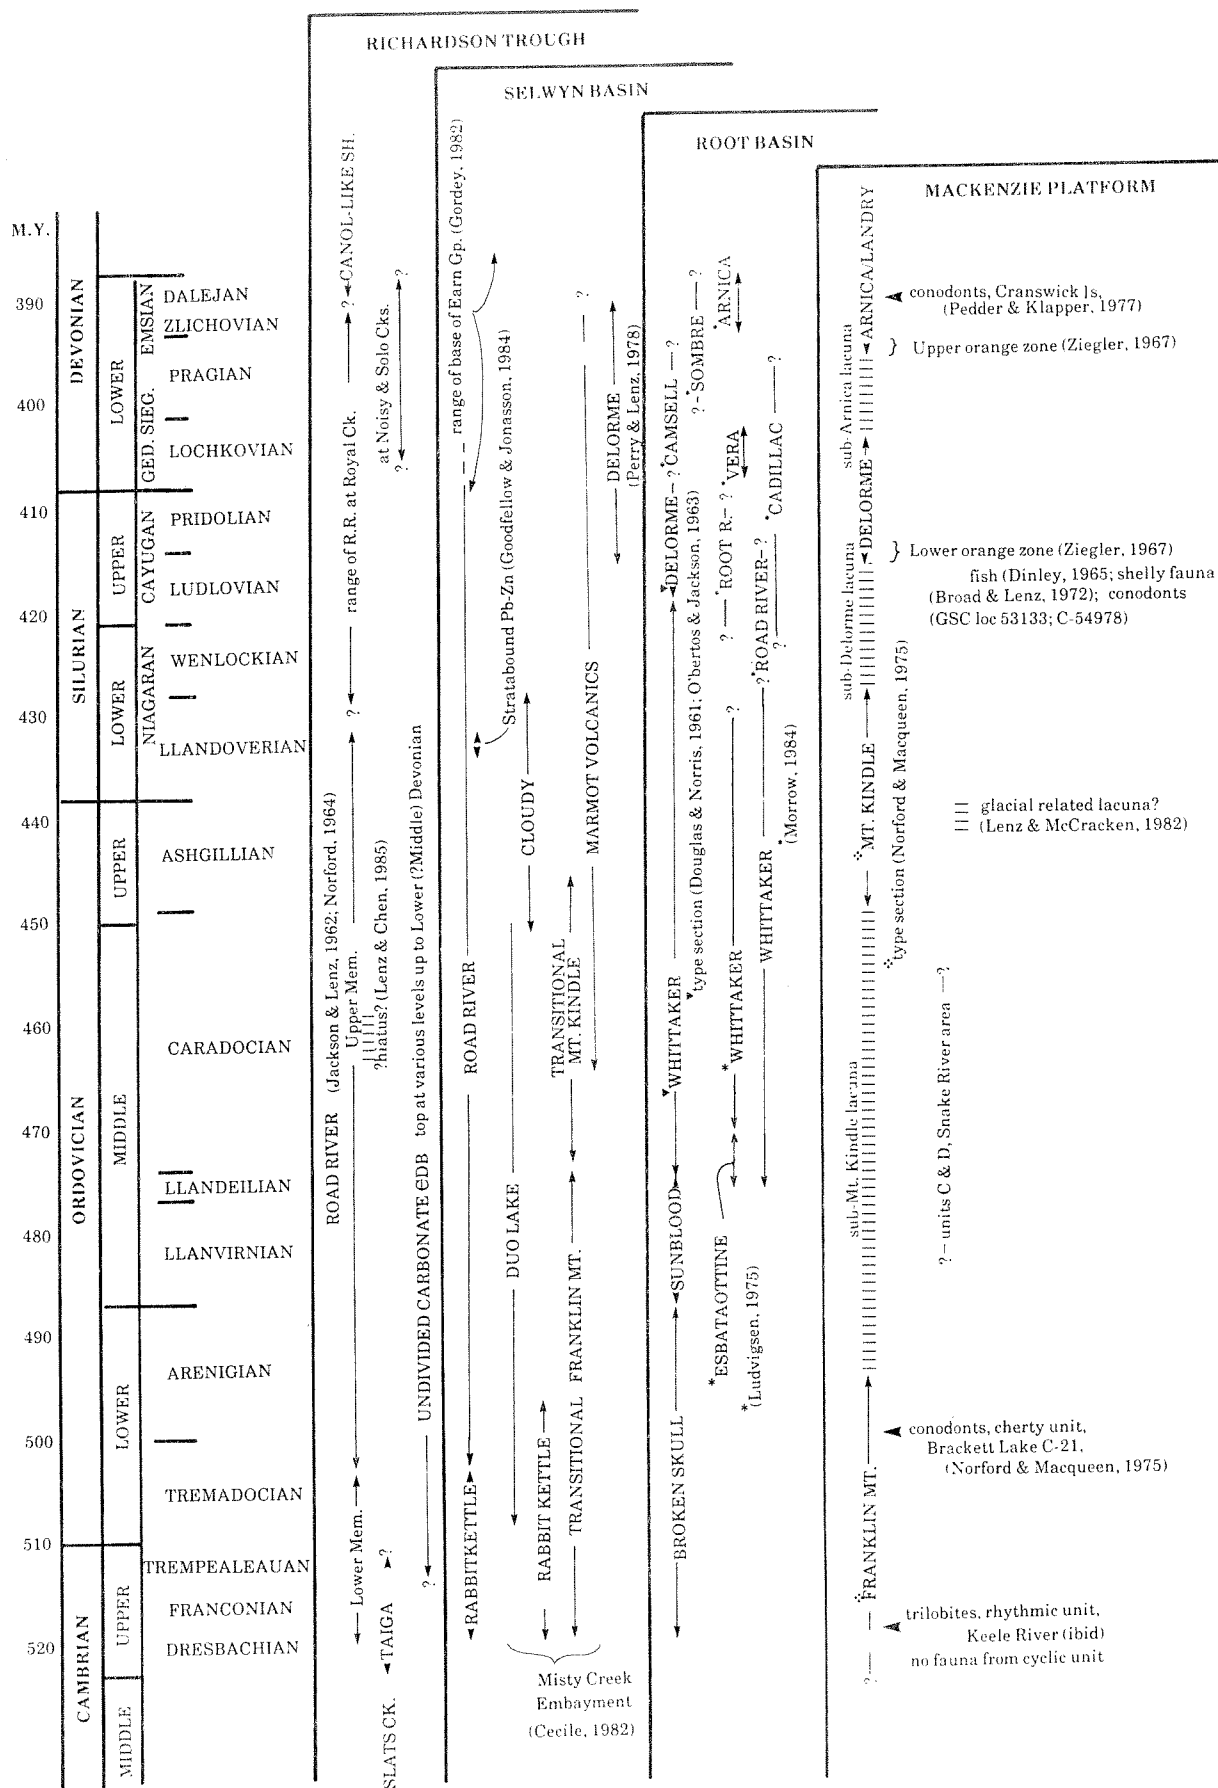 RICHARDSON TROUGH
SELWYN BASIN
ROOT BASIN
MACKENZIE PLATFORM
M.Y.
390
400
410
420
430
440
450
460
470
480
490
500
510
520
DEVONIAN
SILURIAN
ORDOVICIAN
CAMBRIAN
LOWER
UPPER
LOWER
UPPER
MIDDLE
LOWER
UPPER
MIDDLE
EMSIAN
SIEG.
GED.
CAYUGAN
NIAGARAN
DALEJAN
ZLICHOVIAN
PRAGIAN
LOCHKOVIAN
PRIDOLIAN
LUDLOVIAN
WENLOCKIAN
LLANDOVERIAN
ASHGILLIAN
CARADOCIAN
LLANDEILIAN
LLANVIRNIAN
ARENIGIAN
TREMADOCIAN
TREMPEALEAUAN
FRANCONIAN
DRESBACHIAN
ROAD RIVER (Jackson & Lenz, 1962; Norford, 1964)
?
CANOL-LIKE SH.
range of R.R. at Royal Ck.
?
Upper Mem.
Lower Mem.
?
at Noisy & Solo Cks.
?
?hiatus? (Lenz & Chen, 1985)
?
TAIGA
SLATS CK.
UNDIVIDED CARBONATE ЄDB top at various levels up to Lower (?Middle) Devonian
?
range of base of Earn Gp. (Gordey, 1982)
ROAD RIVER
RABBITKETTLE
Stratabound Pb-Zn (Goodfellow & Jonasson, 1984)
CLOUDY
DUO LAKE
RABBIT KETTLE
TRANSITIONAL
MT. KINDLE
TRANSITIONAL FRANKLIN MT.
?
MARMOT VOLCANICS
DELORME
(Perry & Lenz, 1978)
Misty Creek
Embayment
(Cecile, 1982)
DELORME – ? CAMSELL — ?
WHITTAKER
SUNBLOOD
BROKEN SKULL
type section (Douglas & Norris, 1961; O'bertos & Jackson, 1963)
? – *SOMBRE — ?
*ARNICA
? — *ROOT R. – ? *VERA
?
*WHITTAKER
*ESBATAOTTINE
*
(Ludvigsen, 1975)
? *ROAD RIVER – ?
*CADILLAC — ?
?
WHITTAKER
*
(Morrow, 1984)
ARNICA/LANDRY
sub-Arnica lacuna
DELORME
sub-Delorme lacuna
MT. KINDLE
type section (Norford & Macqueen, 1975)
sub-Mt. Kindle lacuna
FRANKLIN MT.
?
conodonts, Cranswick Js,
(Pedder & Klapper, 1977)
} Upper orange zone (Ziegler, 1967)
} Lower orange zone (Ziegler, 1967)
fish (Dinley, 1965; shelly fauna
(Broad & Lenz, 1972); conodonts
(GSC loc 53133; C-54978)
glacial related lacuna?
(Lenz & McCracken, 1982)
? – units C & D, Snake River area — ?
conodonts, cherty unit,
Brackett Lake C-21,
(Norford & Macqueen, 1975)
trilobites, rhythmic unit,
Keele River (ibid)
no fauna from cyclic unit